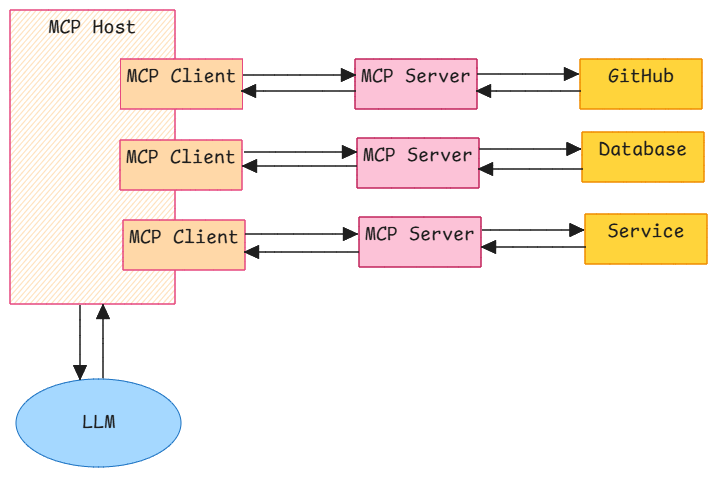 MCP Host
MCP Client
MCP Server
GitHub
MCP Client
MCP Server
Database
MCP Client
MCP Server
Service
LLM